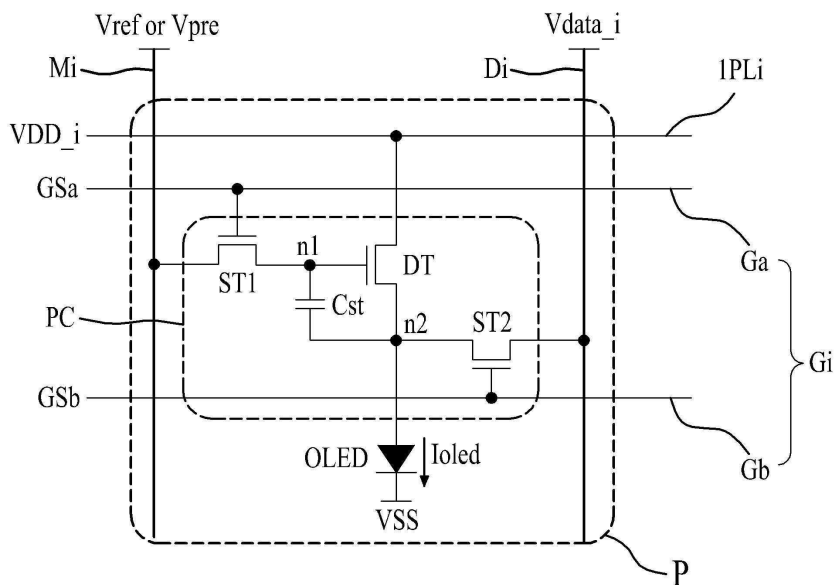 Vref or Vpre
Vdata_i
Mi
Di
1PLi
VDD_i
GSa
n1
DT
Ga
ST1
Cst
PC
n2
ST2
Gi
GSb
OLED
Ioled
Gb
VSS
P